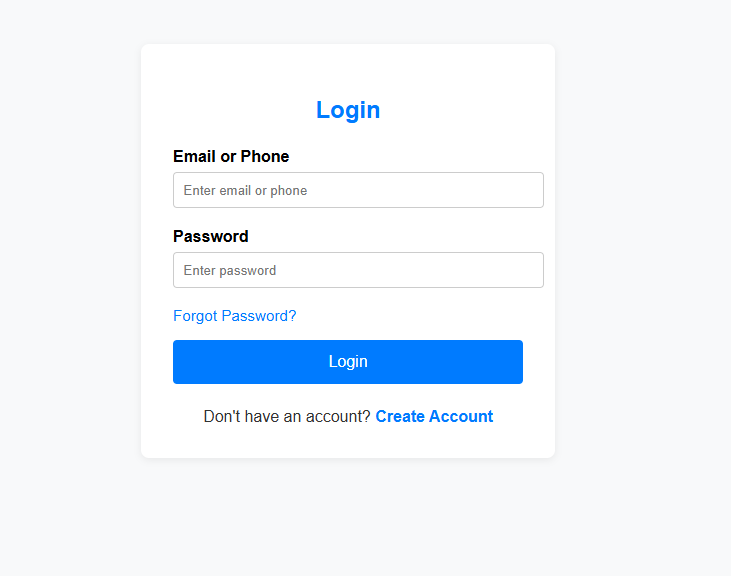 Login
Email or Phone
Enter email or phone
Password
Enter password
Forgot Password?
Login
Don't have an account? Create Account